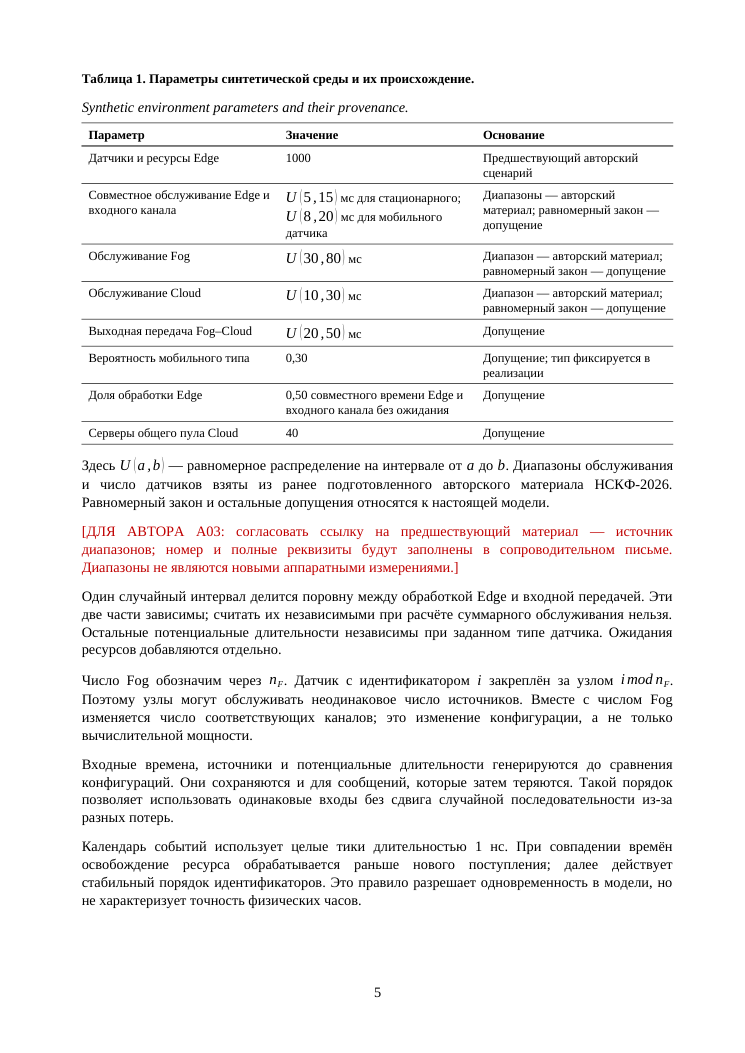 Таблица 1. Параметры синтетической среды и их происхождение.
Synthetic environment parameters and their provenance.
Параметр Значение Основание
Датчики и ресурсы Edge 1000 Предшествующий авторский
сценарий
Совместное обслуживание Edge и
входного канала
U(5,15) мс для стационарного;
U(8,20) мс для мобильного
датчика
Диапазоны — авторский
материал; равномерный закон —
допущение
Обслуживание Fog U(30,80) мс Диапазон — авторский материал;
равномерный закон — допущение
Обслуживание Cloud U(10,30) мс Диапазон — авторский материал;
равномерный закон — допущение
Выходная передача Fog–Cloud U(20,50) мс Допущение
Вероятность мобильного типа 0,30 Допущение; тип фиксируется в
реализации
Доля обработки Edge 0,50 совместного времени Edge и
входного канала без ожидания
Допущение
Серверы общего пула Cloud 40 Допущение
Здесь U(a,b) — равномерное распределение на интервале от a до b. Диапазоны обслуживания
и число датчиков взяты из ранее подготовленного авторского материала НСКФ-2026.
Равномерный закон и остальные допущения относятся к настоящей модели.
[ДЛЯ АВТОРА A03: согласовать ссылку на предшествующий материал — источник
диапазонов; номер и полные реквизиты будут заполнены в сопроводительном письме.
Диапазоны не являются новыми аппаратными измерениями.]
Один случайный интервал делится поровну между обработкой Edge и входной передачей. Эти
две части зависимы; считать их независимыми при расчёте суммарного обслуживания нельзя.
Остальные потенциальные длительности независимы при заданном типе датчика. Ожидания
ресурсов добавляются отдельно.
Число Fog обозначим через n_F. Датчик с идентификатором i закреплён за узлом i mod n_F.
Поэтому узлы могут обслуживать неодинаковое число источников. Вместе с числом Fog
изменяется число соответствующих каналов; это изменение конфигурации, а не только
вычислительной мощности.
Входные времена, источники и потенциальные длительности генерируются до сравнения
конфигураций. Они сохраняются и для сообщений, которые затем теряются. Такой порядок
позволяет использовать одинаковые входы без сдвига случайной последовательности из-за
разных потерь.
Календарь событий использует целые тики длительностью 1 нс. При совпадении времён
освобождение ресурса обрабатывается раньше нового поступления; далее действует
стабильный порядок идентификаторов. Это правило разрешает одновременность в модели, но
не характеризует точность физических часов.
5